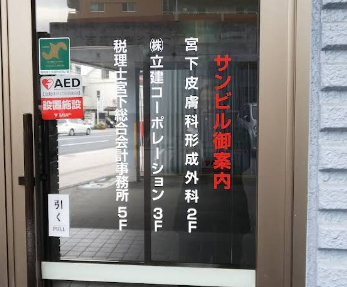 サンビル御案内
宮下皮膚科形成外科 2F
㈱立建コーポレーション 3F
税理士宮下総合会計事務所 5F
AED
設置施設
引く
PULL